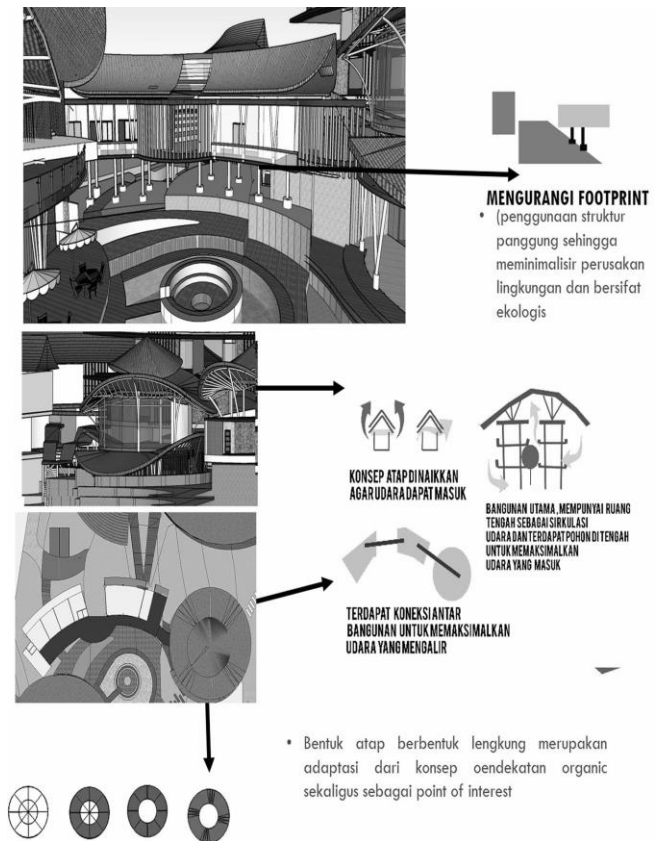 MENGURANGI FOOTPRINT
• (penggunaan struktur
panggung sehingga
meminimalisir perusakan
lingkungan dan bersifat
ekologis
KONSEP ATAP DINAIKKAN
AGAR UDARA DAPAT MASUK
BANGUNAN UTAMA, MEMPUNYAI RUANG
TENGAH SEBAGAI SIRKULASI
UDARA DAN TERDAPAT POHON DI TENGAH
UNTUK MEMAKSIMALKAN
UDARA YANG MASUK
TERDAPAT KONEKSI ANTAR
BANGUNAN UNTUK MEMAKSIMALKAN
UDARA YANG MENGALIR
• Bentuk atap berbentuk lengkung merupakan
adaptasi dari konsep oendekatan organic
sekaligus sebagai point of interest